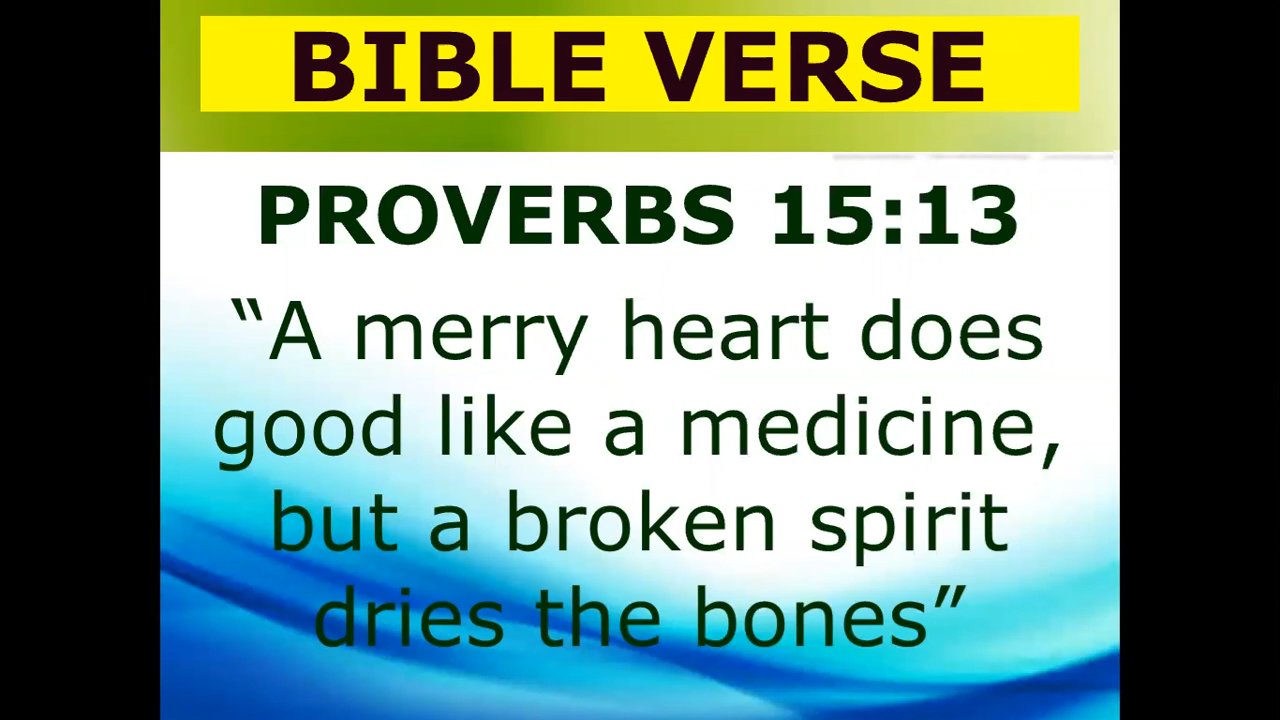 BIBLE VERSE
PROVERBS 15:13
“A merry heart does
good like a medicine,
but a broken spirit
dries the bones”